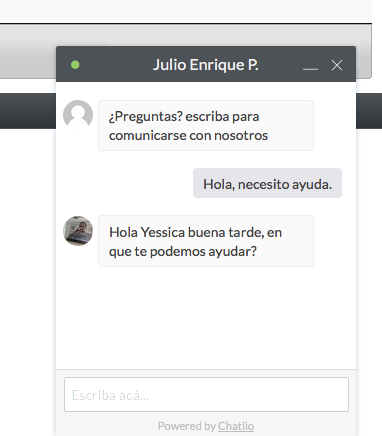 Julio Enrique P.
¿Preguntas? escriba para
comunicarse con nosotros
Hola, necesito ayuda.
Hola Yessica buena tarde, en
que te podemos ayudar?
Escriba acá...
Powered by Chatlio